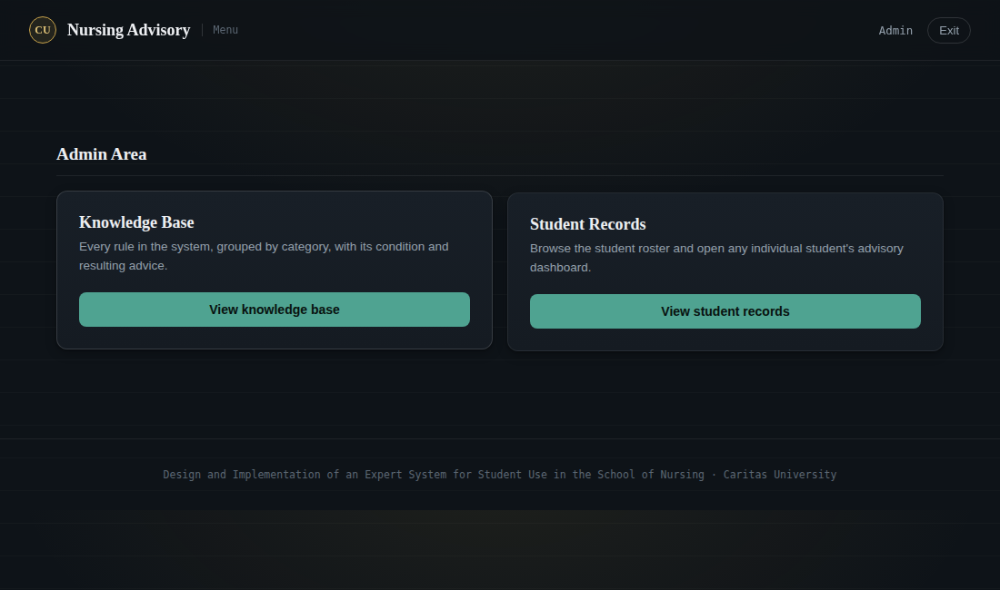 CU Nursing Advisory Menu Admin Exit
Admin Area
Knowledge Base
Every rule in the system, grouped by category, with its condition and
resulting advice.
View knowledge base
Student Records
Browse the student roster and open any individual student's advisory
dashboard.
View student records
Design and Implementation of an Expert System for Student Use in the School of Nursing · Caritas University